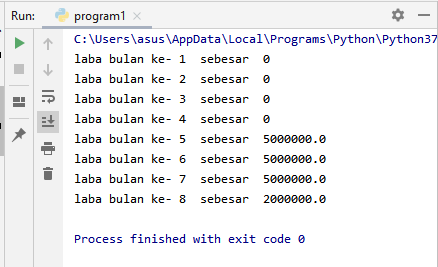 Run: program1
C:\Users\asus\AppData\Local\Programs\Python\Python37
laba bulan ke- 1  sebesar  0
laba bulan ke- 2  sebesar  0
laba bulan ke- 3  sebesar  0
laba bulan ke- 4  sebesar  0
laba bulan ke- 5  sebesar  5000000.0
laba bulan ke- 6  sebesar  5000000.0
laba bulan ke- 7  sebesar  5000000.0
laba bulan ke- 8  sebesar  2000000.0
Process finished with exit code 0